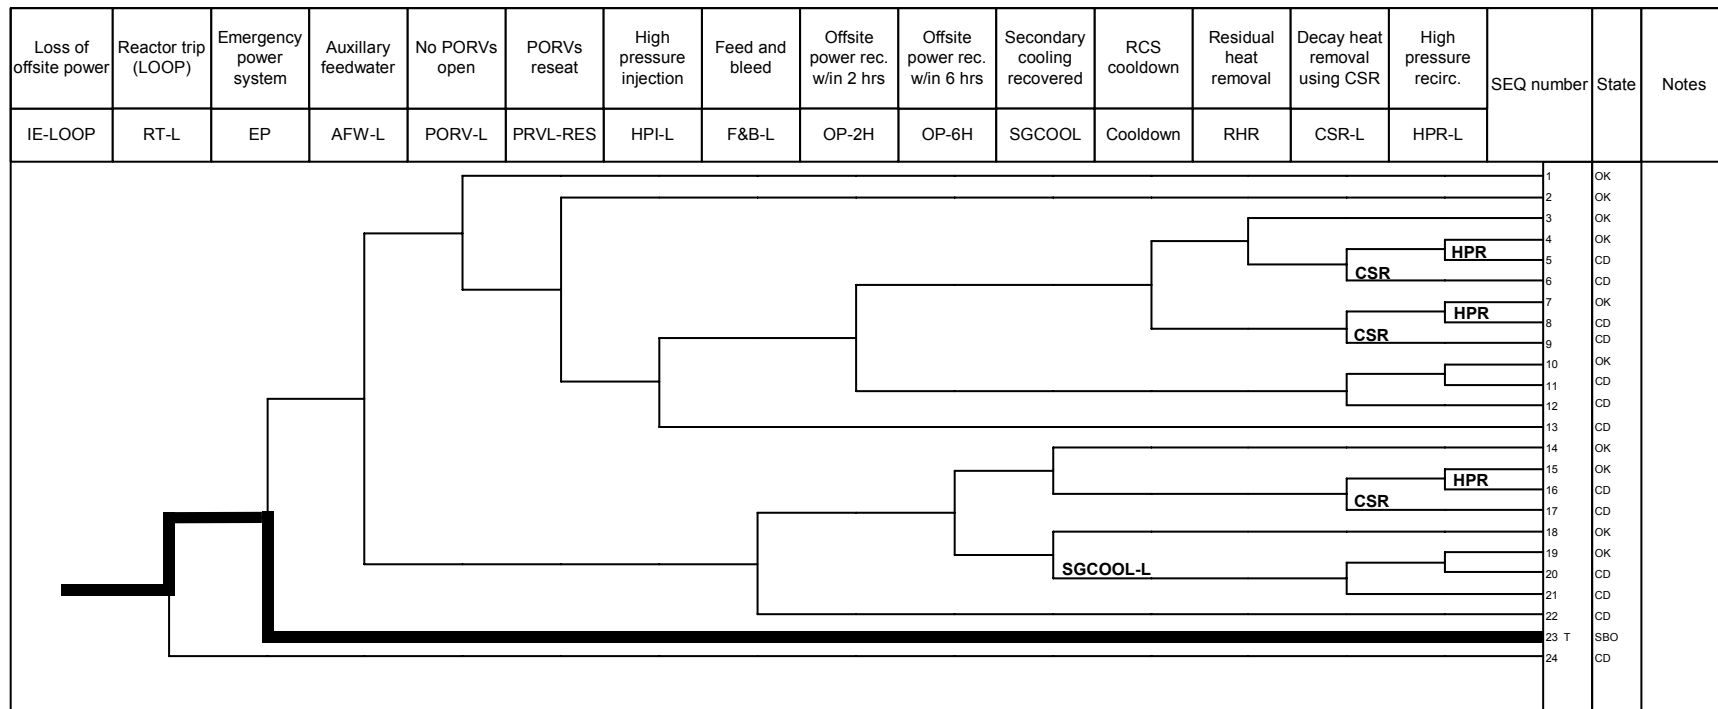 Loss of
offsite power
Reactor trip
(LOOP)
Emergency
power
system
Auxillary
feedwater
No PORVs
open
PORVs
reseat
High
pressure
injection
Feed and
bleed
Offsite
power rec.
w/in 2 hrs
Offsite
power rec.
w/in 6 hrs
Secondary
cooling
recovered
RCS
cooldown
Residual
heat
removal
Decay heat
removal
using CSR
High
pressure
recirc.
SEQ number
State
Notes
IE-LOOP
RT-L
EP
AFW-L
PORV-L
PRVL-RES
HPI-L
F&B-L
OP-2H
OP-6H
SGCOOL
Cooldown
RHR
CSR-L
HPR-L
1 OK
2 OK
3 OK
4 OK
HPR
5 CD
CSR
6 CD
7 OK
HPR
8 CD
CSR
9 CD
10 OK
11 CD
12 CD
13 CD
14 OK
15 OK
HPR
16 CD
CSR
17 CD
18 OK
19 OK
SGCOOL-L
20 CD
21 CD
22 CD
23 T SBO
24 CD